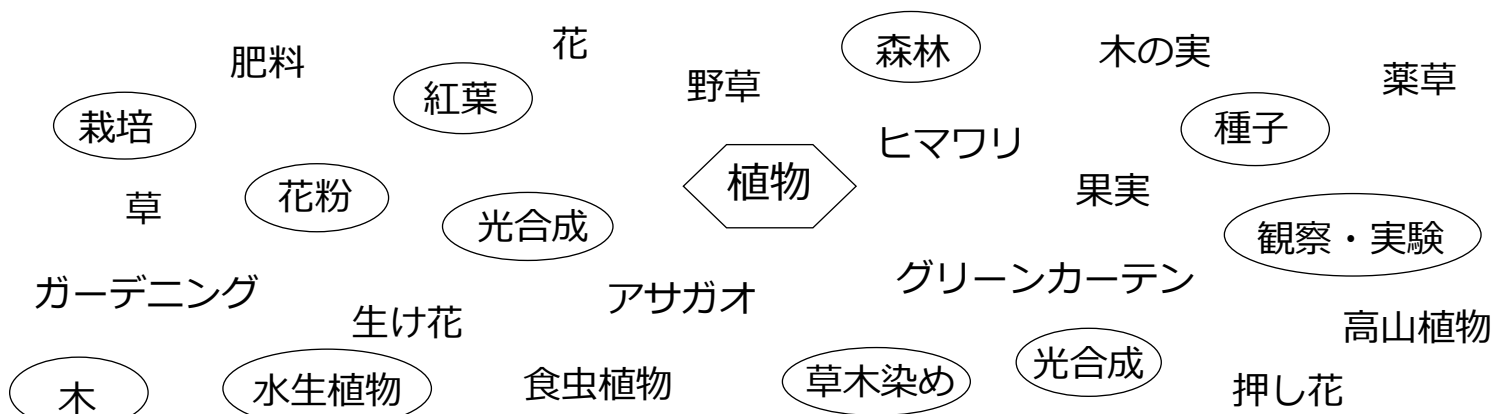 肥料
花
森林
木の実
薬草
栽培
紅葉
野草
ヒマワリ
種子
草
花粉
光合成
植物
果実
観察・実験
ガーデニング
生け花
アサガオ
グリーンカーテン
高山植物
木
水生植物
食虫植物
草木染め
光合成
押し花